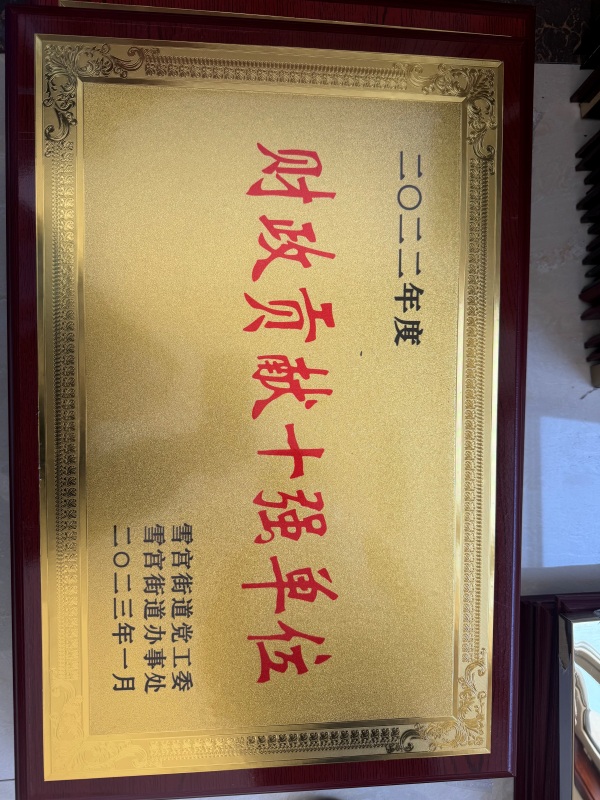 二〇二二年度
财政贡献十强单位
雪宫街道党工委
雪宫街道办事处
二〇二三年一月